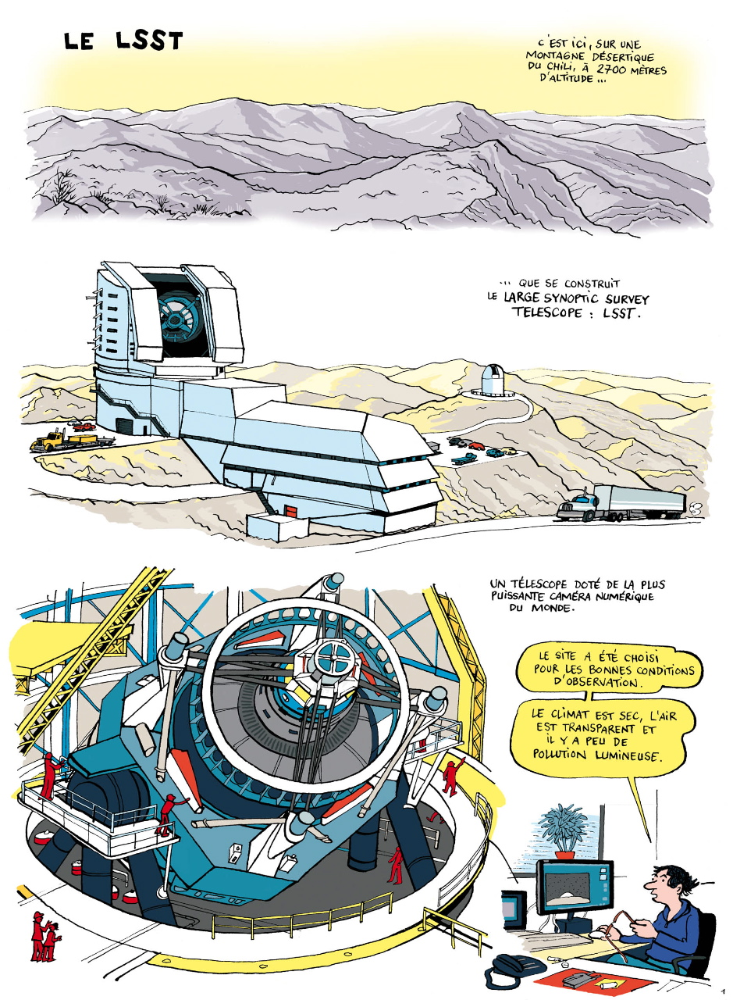 LE LSST
C'EST ICI, SUR UNE
MONTAGNE DÉSERTIQUE
DU CHILI, À 2700 MÈTRES
D'ALTITUDE...
... QUE SE CONSTRUIT
LE LARGE SYNOPTIC SURVEY
TELESCOPE : LSST.
UN TÉLESCOPE DOTÉ DE LA PLUS
PUISSANTE CAMÉRA NUMÉRIQUE
DU MONDE.
LE SITE A ÉTÉ CHOISI
POUR LES BONNES CONDITIONS
D'OBSERVATION.
LE CLIMAT EST SEC, L'AIR
EST TRANSPARENT ET
IL Y A PEU DE
POLLUTION LUMINEUSE.
1